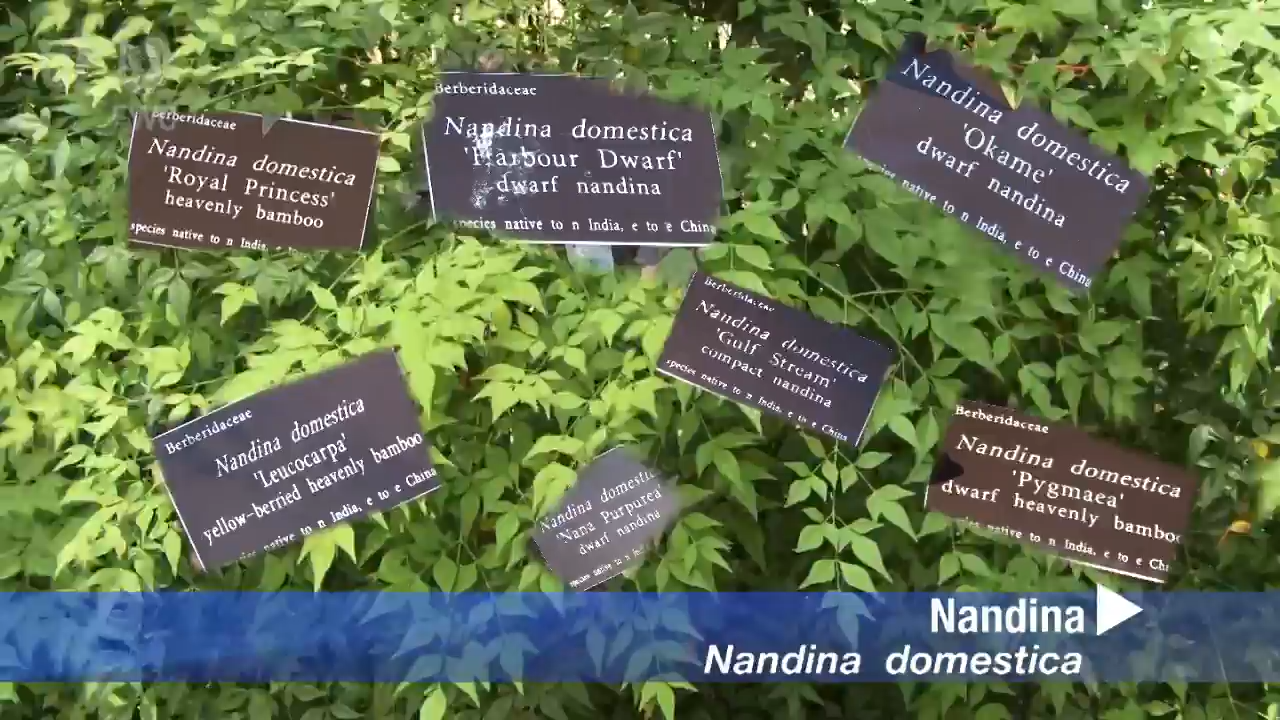 Berberidaceae
Nandina domestica
'Royal Princess'
heavenly bamboo
species native to n India,
Berberidaceae
Nandina domestica
'Harbour Dwarf'
dwarf nandina
species native to n India, e to e China
Nandina domestica
'Okame'
dwarf nandina
native to n India, e to e China
Berberidaceae
Nandina domestica
'Gulf Stream'
compact nandina
species native to n India, e to e China
Berberidaceae
Nandina domestica
'Leucocarpa'
yellow-berried heavenly bamboo
native to n India, e to e China
Nandina domestica
'Nana Purpurea'
dwarf nandina
species native to n
Berberidaceae
Nandina domestica
'Pygmaea'
dwarf heavenly bamboo
native to n India, e to e
Nandina
Nandina domestica